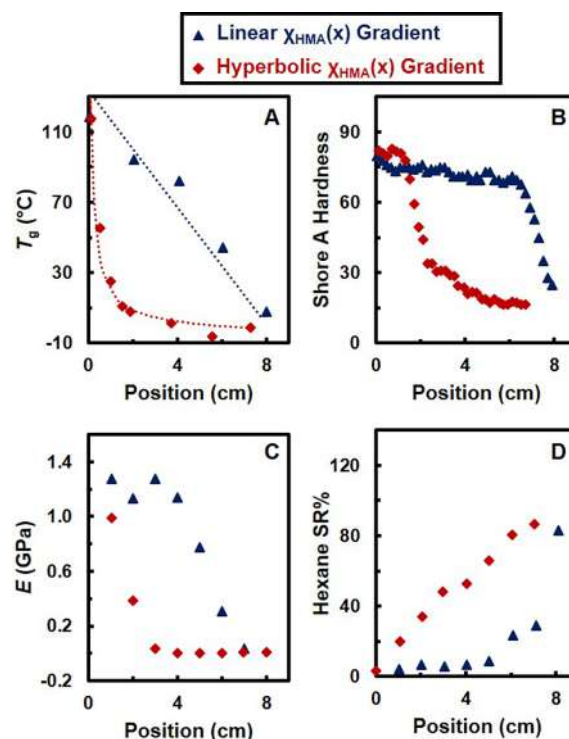 Linear χHMA(x) Gradient
Hyperbolic χHMA(x) Gradient
A
110
70
30
-10
Tg (°C)
0
4
8
Position (cm)
B
90
60
30
0
Shore A Hardness
0
2
4
6
8
Position (cm)
C
1.4
1.0
0.6
0.2
-0.2
E (GPa)
0
4
8
Position (cm)
D
120
80
40
0
Hexane SR%
0
4
8
Position (cm)